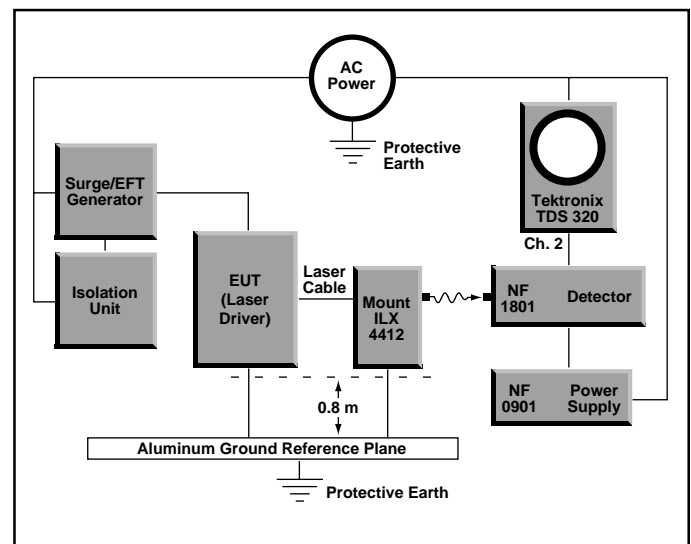 AC
Power
Protective
Earth
Surge/EFT
Generator
Tektronix
TDS 320
Ch. 2
Isolation
Unit
EUT
(Laser
Driver)
Laser
Cable
Mount
ILX
4412
NF
1801
Detector
NF
0901
Power
Supply
0.8 m
Aluminum Ground Reference Plane
Protective Earth